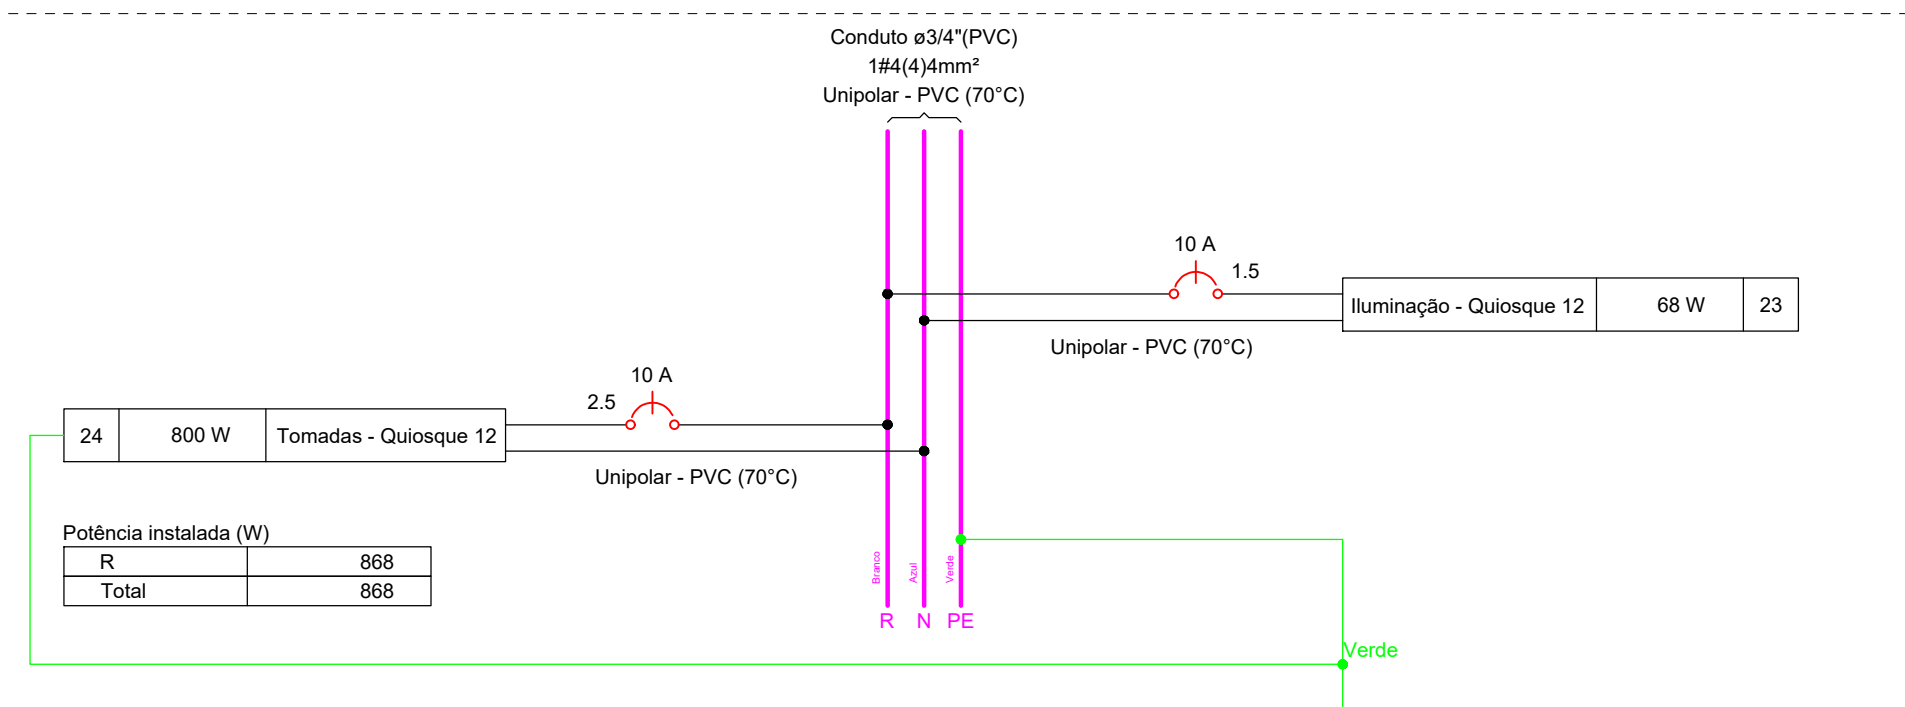 Conduto ø3/4"(PVC)
1#4(4)4mm²
Unipolar - PVC (70°C)
10 A
1.5
Iluminação - Quiosque 12 68 W 23
Unipolar - PVC (70°C)
10 A
2.5
24 800 W Tomadas - Quiosque 12
Unipolar - PVC (70°C)
Potência instalada (W)
R 868
Total 868
Branco
Azul
Verde
R N PE
Verde